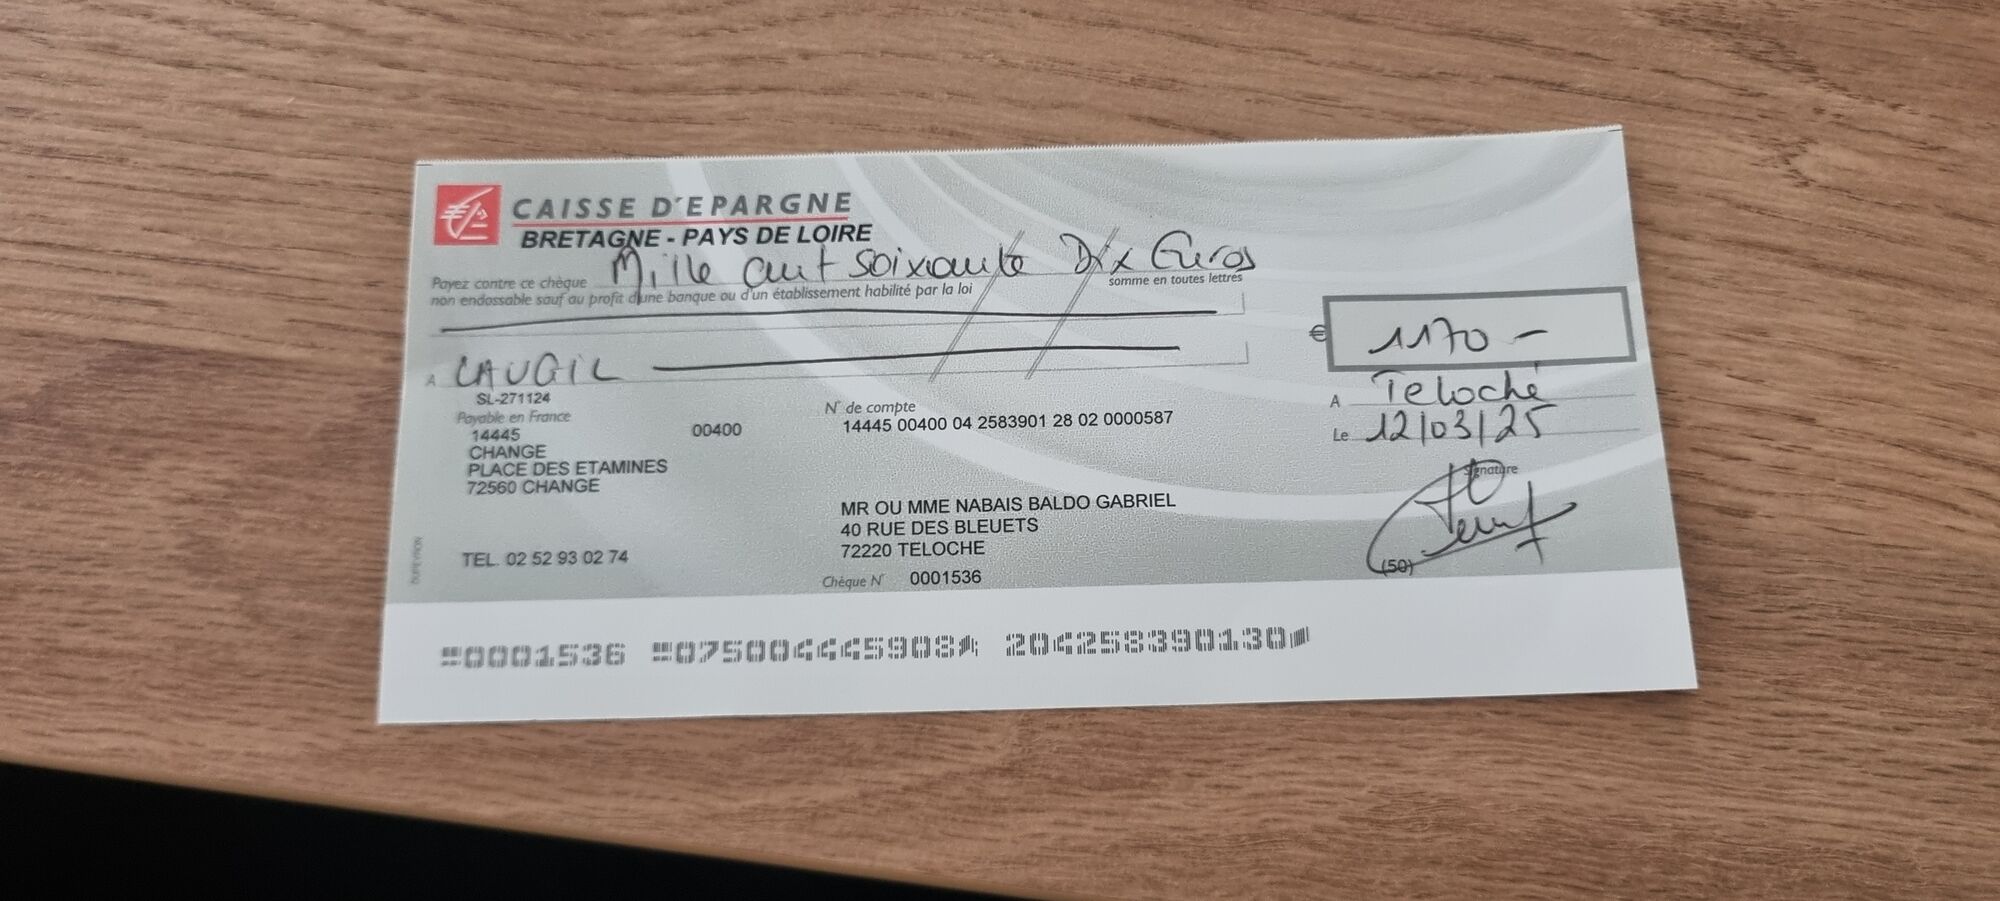 CAISSE D'EPARGNE
BRETAGNE - PAYS DE LOIRE
Payez contre ce chèque Mille cent soixante Dix Euros
non endossable sauf au profit d'une banque ou d'un établissement habilité par la loi
somme en toutes lettres
€ 1170 -
A CAUGIL
A Teloché
SL-271124
Le 12/03/25
Payable en France
14445 00400
CHANGE
PLACE DES ETAMINES
72560 CHANGE
TEL. 02 52 93 02 74
N° de compte
14445 00400 04 2583901 28 02 0000587
MR OU MME NABAIS BALDO GABRIEL
40 RUE DES BLEUETS
72220 TELOCHE
Chèque N° 0001536
Signature
(50)
0001536 075004445908 204258390130